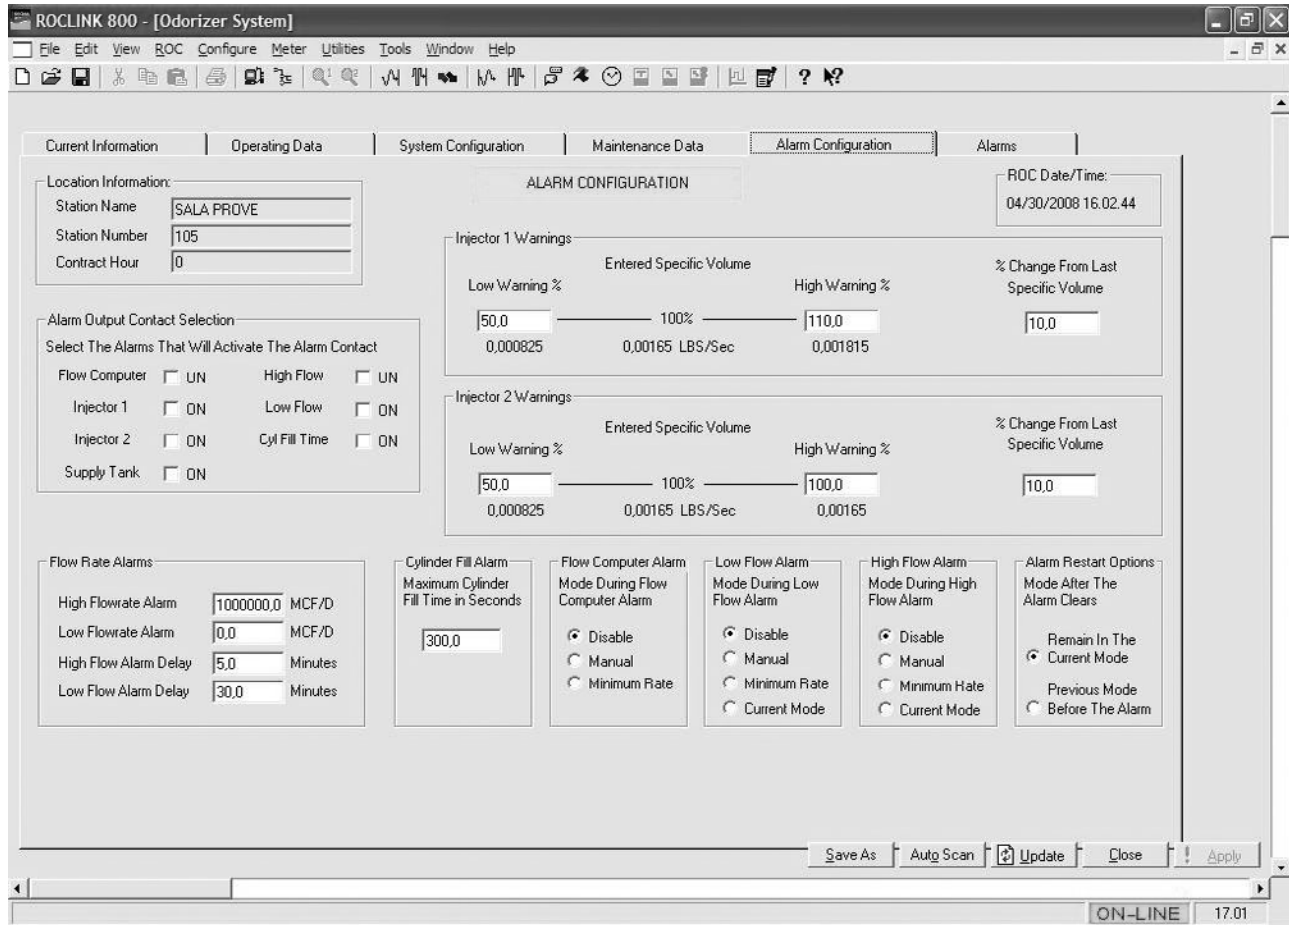 ROCLINK 800 - [Odorizer System]
File Edit View ROC Configure Meter Utilities Tools Window Help
Current Information Operating Data System Configuration Maintenance Data Alarm Configuration Alarms
Location Information:
Station Name SALA PROVE
Station Number 105
Contract Hour 0
ALARM CONFIGURATION
ROC Date/Time:
04/30/2008 16.02.44
Injector 1 Warnings
Entered Specific Volume
Low Warning % High Warning %
% Change From Last
Specific Volume
50,0 100% 110,0 10,0
0,000825 0,00165 LBS/Sec 0,001815
Alarm Output Contact Selection
Select The Alarms That Will Activate The Alarm Contact
Flow Computer UN High Flow UN
Injector 1 ON Low Flow ON
Injector 2 ON Cyl Fill Time ON
Supply Tank ON
Injector 2 Warnings
Entered Specific Volume
Low Warning % High Warning %
% Change From Last
Specific Volume
50,0 100% 100,0 10,0
0,000825 0,00165 LBS/Sec 0,00165
Flow Rate Alarms
High Flowrate Alarm 1000000,0 MCF/D
Low Flowrate Alarm 0,0 MCF/D
High Flow Alarm Delay 5,0 Minutes
Low Flow Alarm Delay 30,0 Minutes
Cylinder Fill Alarm
Maximum Cylinder
Fill Time in Seconds
300,0
Flow Computer Alarm
Mode During Flow
Computer Alarm
Disable
Manual
Minimum Rate
Low Flow Alarm
Mode During Low
Flow Alarm
Disable
Manual
Minimum Rate
Current Mode
High Flow Alarm
Mode During High
Flow Alarm
Disable
Manual
Minimum Rate
Current Mode
Alarm Restart Options
Mode After The
Alarm Clears
Remain In The
Current Mode
Previous Mode
Before The Alarm
Save As Auto Scan Update Close ! Apply
ON-LINE 17.01